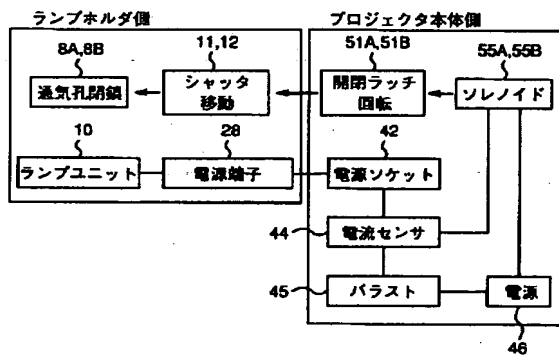 ランプホルダ側
プロジェクタ本体側
8A,8B
11,12
51A,51B
55A,55B
通気孔閉鎖
シャッタ
移動
開閉ラッチ
回転
ソレノイド
10
28
42
ランプユニット
電源端子
電源ソケット
44
電流センサ
45
バラスト
電源
46